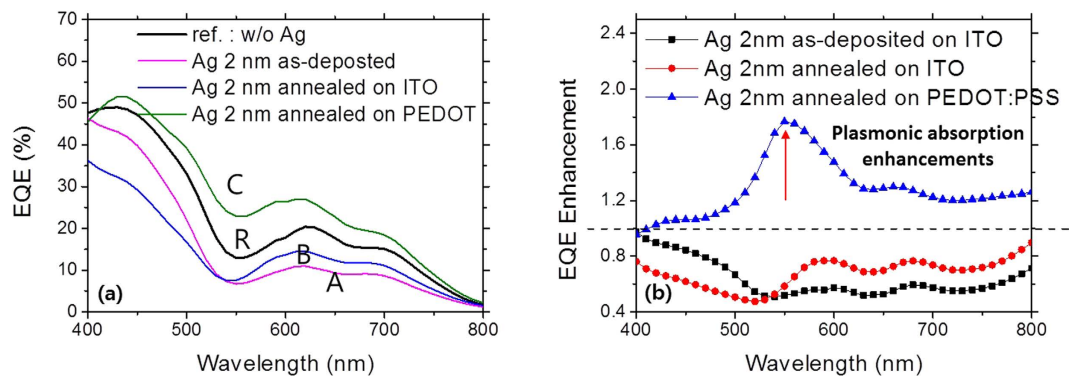 (a)
70
60
50
40
30
20
10
0
EQE (%)
ref. : w/o Ag
Ag 2 nm as-deposited
Ag 2 nm annealed on ITO
Ag 2 nm annealed on PEDOT
C
R
B
A
(a)
400 500 600 700 800
Wavelength (nm)
(b)
2.4
2.0
1.6
1.2
0.8
0.4
EQE Enhancement
Ag 2nm as-deposited on ITO
Ag 2nm annealed on ITO
Ag 2nm annealed on PEDOT:PSS
Plasmonic absorption
enhancements
(b)
400 500 600 700 800
Wavelength (nm)